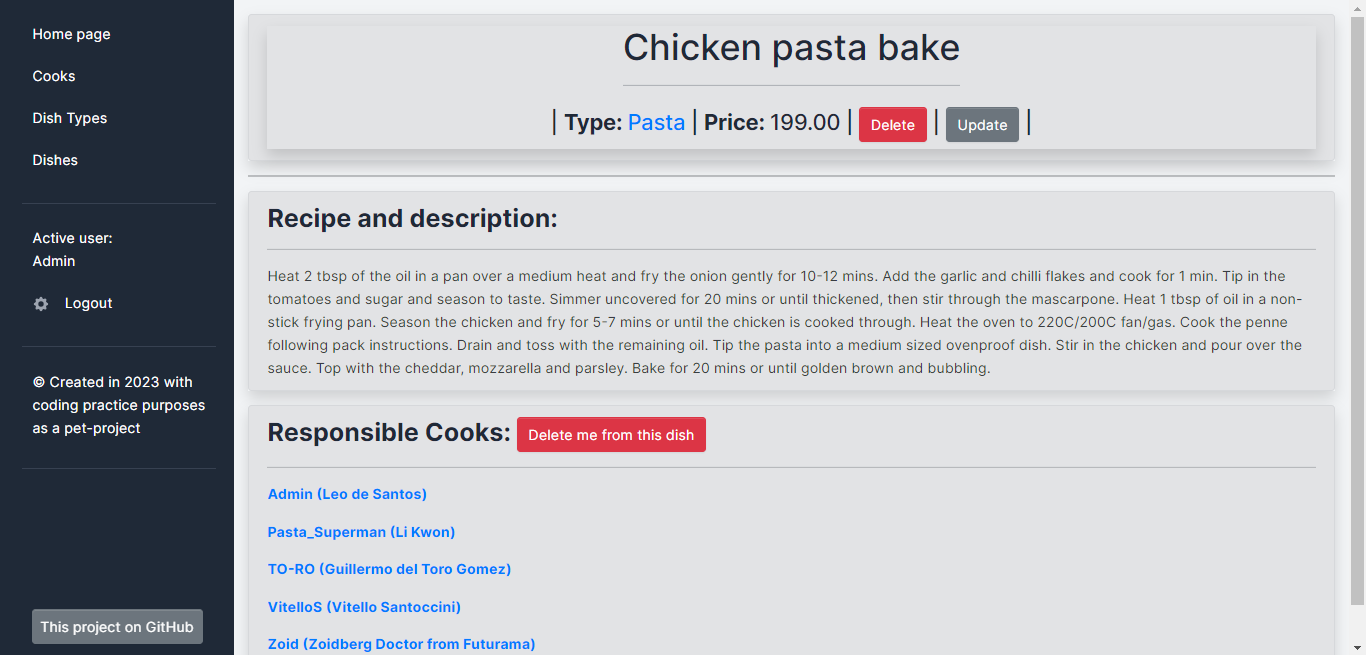 Home page
Cooks
Dish Types
Dishes
Active user:
Admin
Logout
© Created in 2023 with
coding practice purposes
as a pet-project
This project on GitHub
Chicken pasta bake
| Type: Pasta | Price: 199.00 | Delete | Update |
Recipe and description:
Heat 2 tbsp of the oil in a pan over a medium heat and fry the onion gently for 10-12 mins. Add the garlic and chilli flakes and cook for 1 min. Tip in the
tomatoes and sugar and season to taste. Simmer uncovered for 20 mins or until thickened, then stir through the mascarpone. Heat 1 tbsp of oil in a non-
stick frying pan. Season the chicken and fry for 5-7 mins or until the chicken is cooked through. Heat the oven to 220C/200C fan/gas. Cook the penne
following pack instructions. Drain and toss with the remaining oil. Tip the pasta into a medium sized ovenproof dish. Stir in the chicken and pour over the
sauce. Top with the cheddar, mozzarella and parsley. Bake for 20 mins or until golden brown and bubbling.
Responsible Cooks: Delete me from this dish
Admin (Leo de Santos)
Pasta_Superman (Li Kwon)
TO-RO (Guillermo del Toro Gomez)
VitelloS (Vitello Santoccini)
Zoid (Zoidberg Doctor from Futurama)